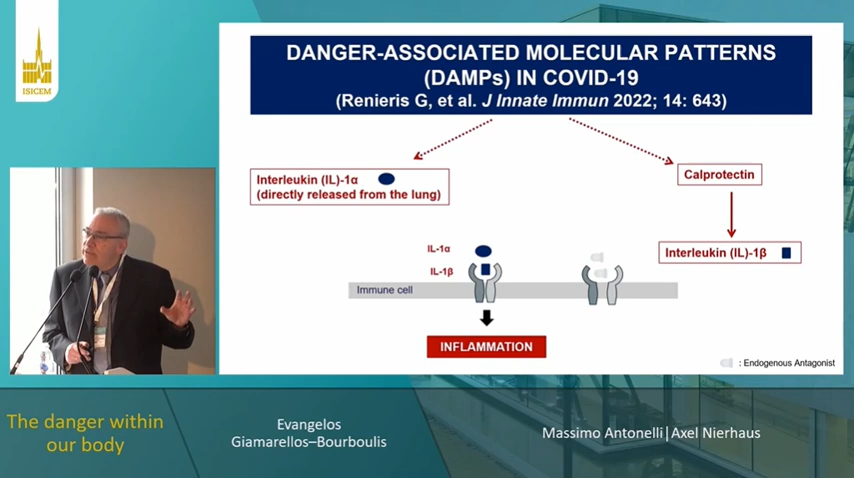 ISICEM
DANGER-ASSOCIATED MOLECULAR PATTERNS
(DAMPs) IN COVID-19
(Renieris G, et al. J Innate Immun 2022; 14: 643)
Interleukin (IL)-1α
(directly released from the lung)
Calprotectin
Interleukin (IL)-1β
IL-1α
IL-1β
Immune cell
INFLAMMATION
: Endogenous Antagonist
The danger within
our body
Evangelos
Giamarellos–Bourboulis
Massimo Antonelli|Axel Nierhaus